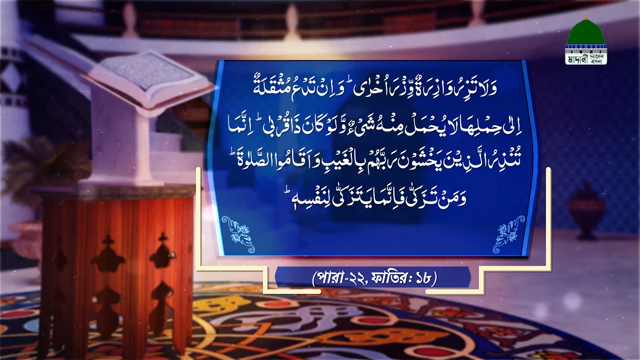 মাদানী চ্যানেল বাংলা
وَلَا تَزِرُ وَازِرَةٌ وِّزْرَ اُخْرٰیؕ-وَ اِنْ تَدْعُ مُثْقَلَةٌ
اِلٰى حِمْلِهَا لَا یُحْمَلْ مِنْهُ شَیْءٌ وَّ لَوْ كَانَ ذَا قُرْبٰىؕ-اِنَّمَا
تُنْذِرُ الَّذِیْنَ یَخْشَوْنَ رَبَّهُمْ بِالْغَیْبِ وَ اَقَامُوا الصَّلٰوةَؕ-
وَ مَنْ تَزَكّٰى فَاِنَّمَا یَتَزَكّٰى لِنَفْسِهٖؕ-
(পারা-২২, ফাতির: ১৮)